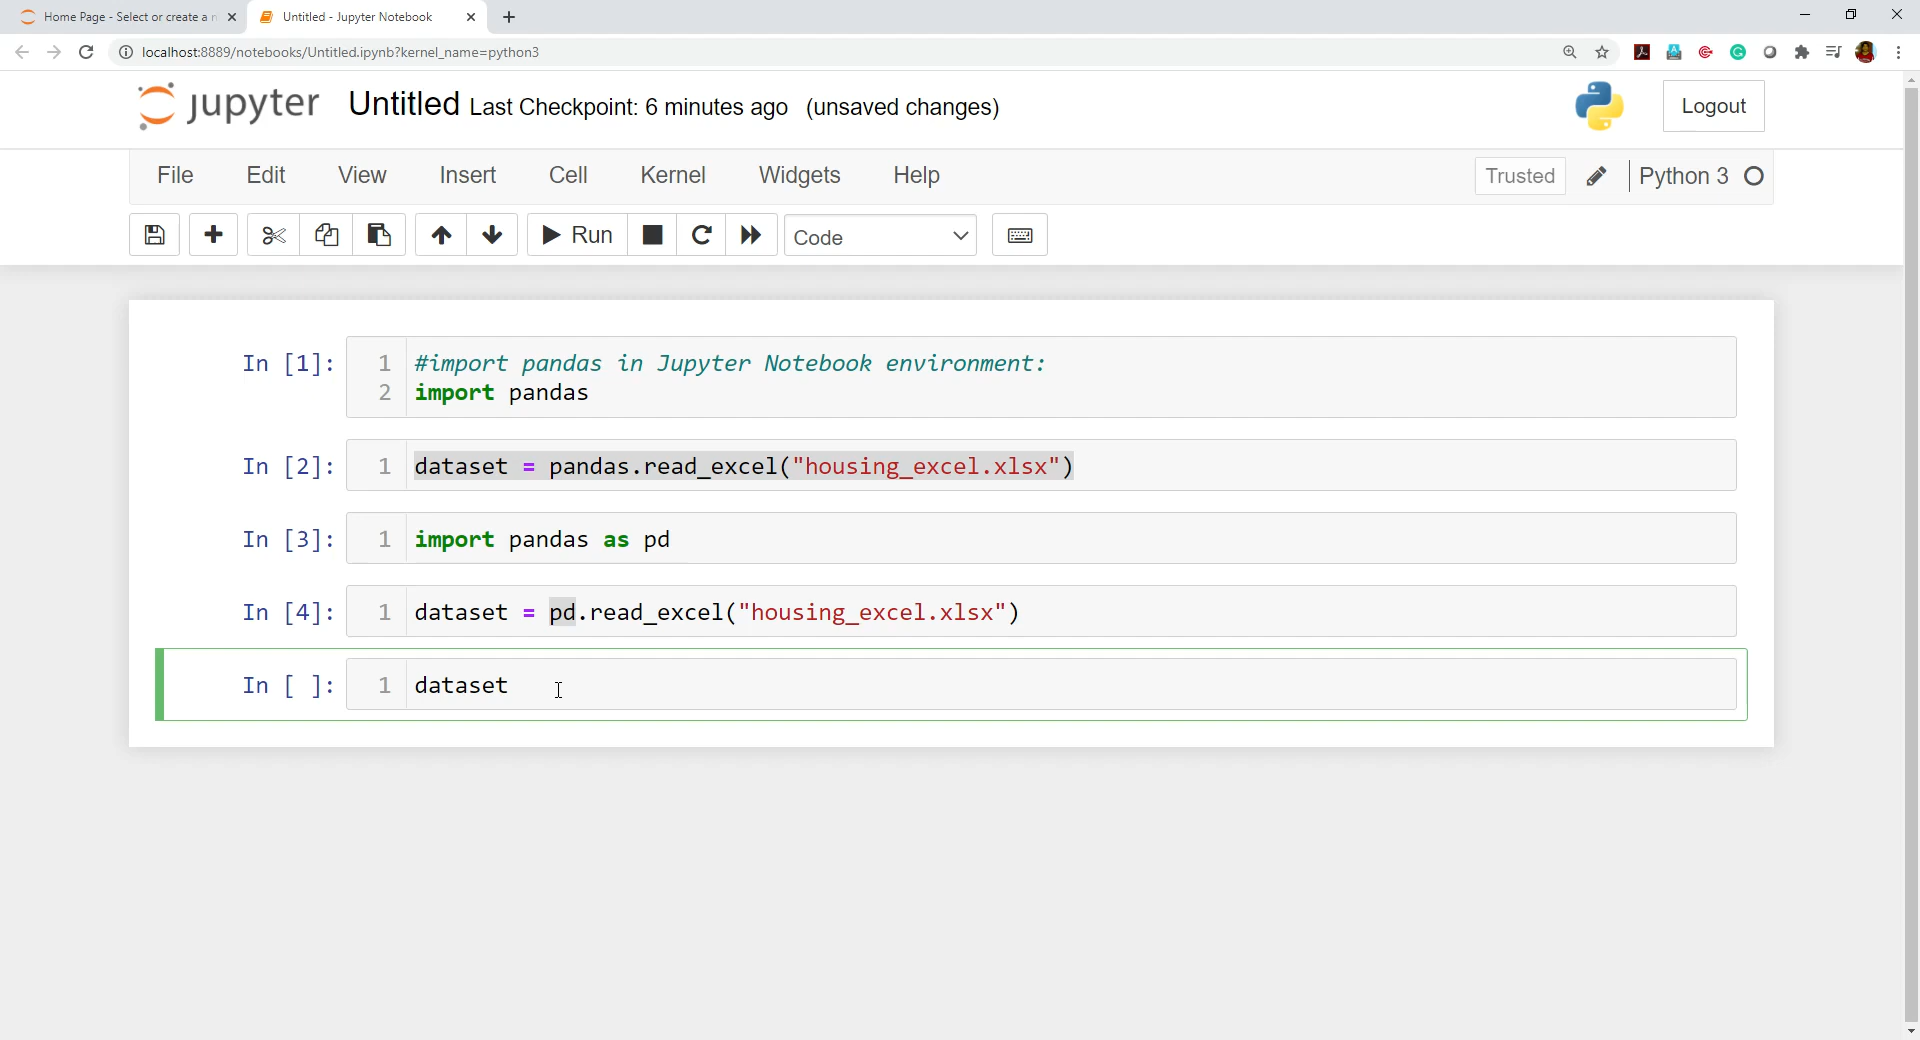 Home Page - Select or create a n
Untitled - Jupyter Notebook
localhost:8889/notebooks/Untitled.ipynb?kernel_name=python3
jupyter Untitled Last Checkpoint: 6 minutes ago (unsaved changes)
Logout
File Edit View Insert Cell Kernel Widgets Help
Trusted
Python 3
Run
Code
In [1]:
1 #import pandas in Jupyter Notebook environment:
2 import pandas
In [2]:
1 dataset = pandas.read_excel("housing_excel.xlsx")
In [3]:
1 import pandas as pd
In [4]:
1 dataset = pd.read_excel("housing_excel.xlsx")
In [ ]:
1 dataset